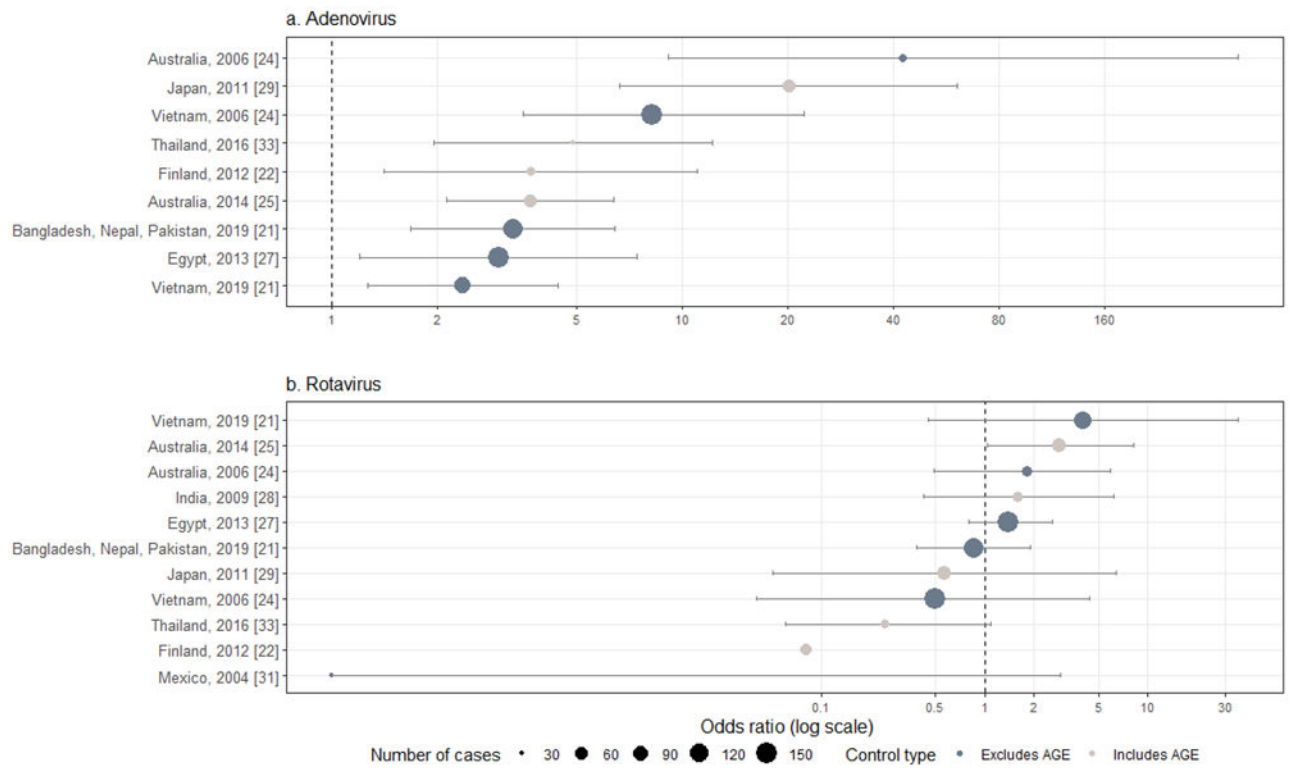 a. Adenovirus
Australia, 2006 [24]
Japan, 2011 [29]
Vietnam, 2006 [24]
Thailand, 2016 [33]
Finland, 2012 [22]
Australia, 2014 [25]
Bangladesh, Nepal, Pakistan, 2019 [21]
Egypt, 2013 [27]
Vietnam, 2019 [21]
1 2 5 10 20 40 80 160
b. Rotavirus
Vietnam, 2019 [21]
Australia, 2014 [25]
Australia, 2006 [24]
India, 2009 [28]
Egypt, 2013 [27]
Bangladesh, Nepal, Pakistan, 2019 [21]
Japan, 2011 [29]
Vietnam, 2006 [24]
Thailand, 2016 [33]
Finland, 2012 [22]
Mexico, 2004 [31]
0.1 0.5 1 2 5 10 30
Odds ratio (log scale)
Number of cases 30 60 90 120 150 Control type Excludes AGE Includes AGE